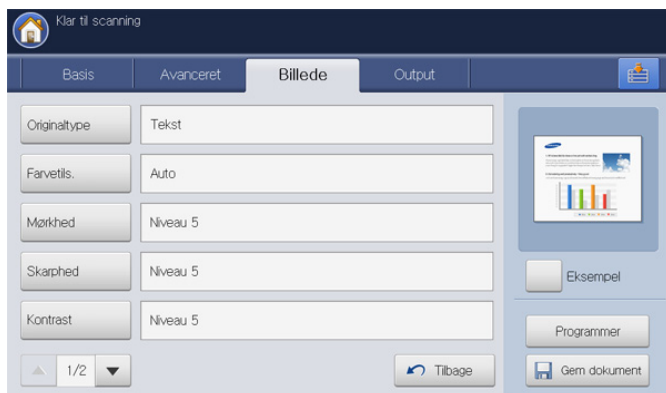 Klar til scanning
Basis
Avanceret
Billede
Output
Originaltype
Tekst
Farvetils.
Auto
Mørkhed
Niveau 5
Skarphed
Niveau 5
Eksempel
Kontrast
Niveau 5
Programmer
1/2
Tilbage
Gem dokument